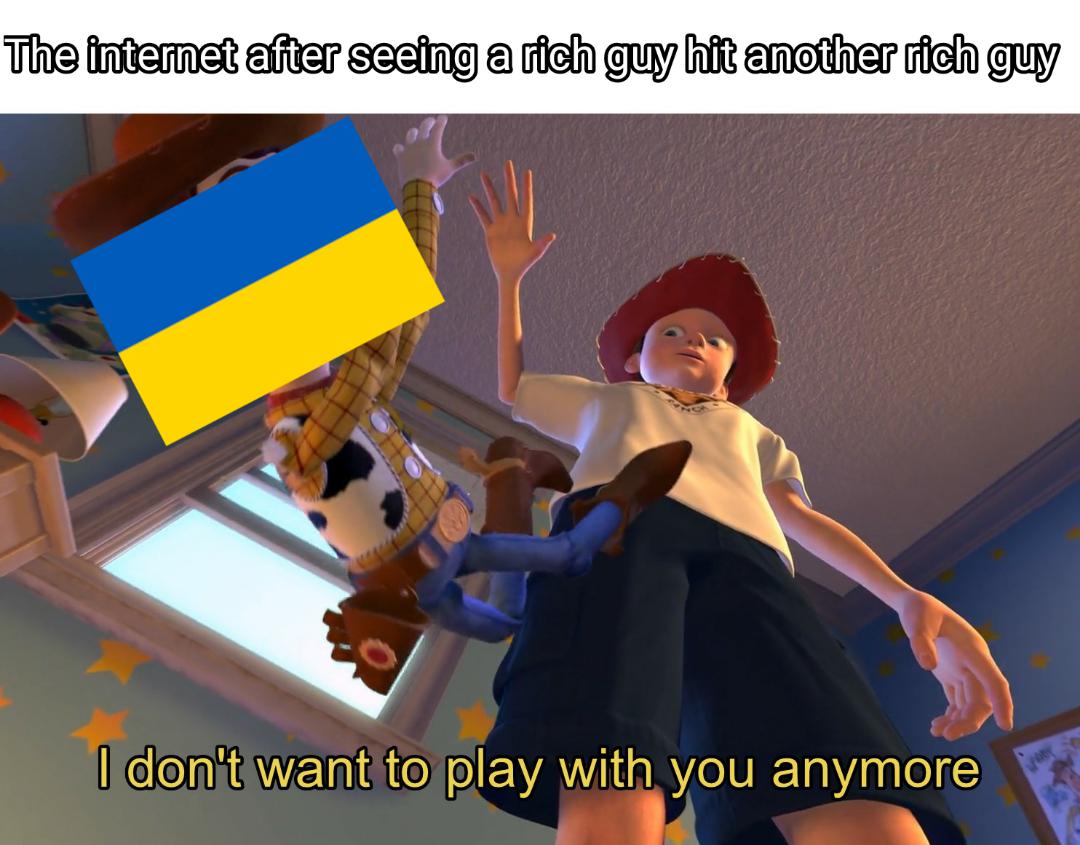 The internet after seeing a rich guy hit another rich guy
I don't want to play with you anymore